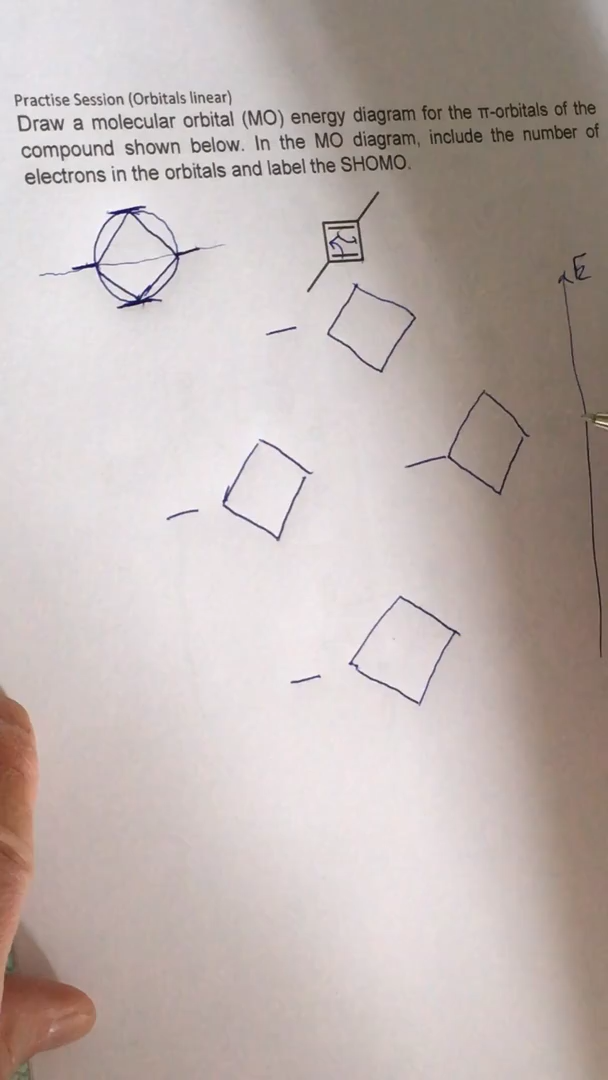 Practise Session (Orbitals linear)
Draw a molecular orbital (MO) energy diagram for the π-orbitals of the
compound shown below. In the MO diagram, include the number of
electrons in the orbitals and label the SHOMO.
E